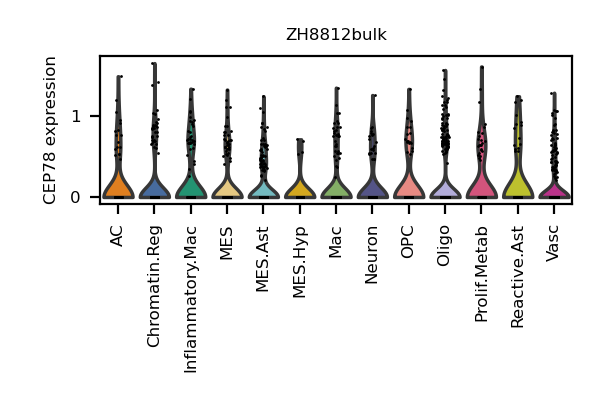 ZH8812bulk
CEP78 expression
1
0
AC
Chromatin.Reg
Inflammatory.Mac
MES
MES.Ast
MES.Hyp
Mac
Neuron
OPC
Oligo
Prolif.Metab
Reactive.Ast
Vasc